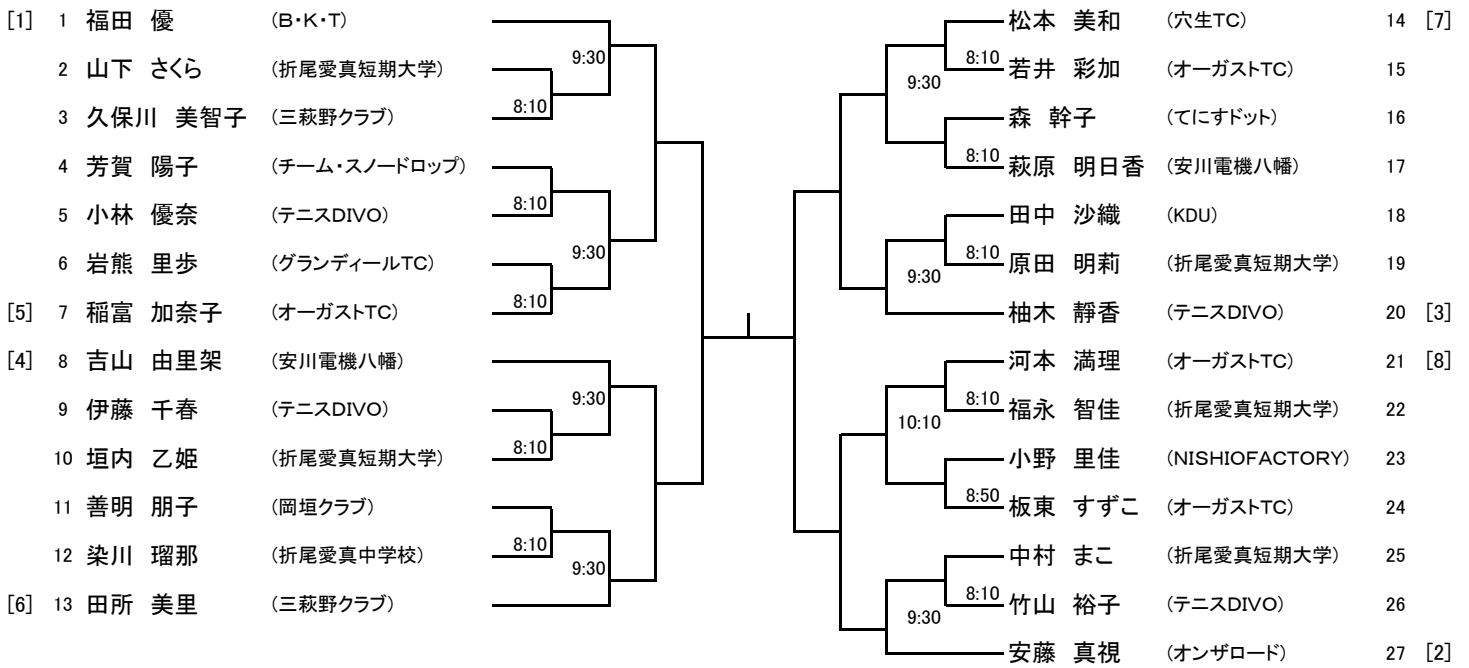 [1] 1 福田 優 (B・K・T)
9:30
2 山下 さくら (折尾愛真短期大学)
8:10
3 久保川 美智子 (三萩野クラブ)
4 芳賀 陽子 (チーム・スノードロップ)
8:10
5 小林 優奈 (テニスDIVO)
9:30
6 岩熊 里歩 (グランディールTC)
8:10
[5] 7 稲富 加奈子 (オーガストTC)
[4] 8 吉山 由里架 (安川電機八幡)
9:30
9 伊藤 千春 (テニスDIVO)
8:10
10 垣内 乙姫 (折尾愛真短期大学)
11 善明 朋子 (岡垣クラブ)
8:10
12 染川 瑠那 (折尾愛真中学校)
9:30
[6] 13 田所 美里 (三萩野クラブ)
松本 美和 (穴生TC) 14 [7]
8:10
若井 彩加 (オーガストTC) 15
9:30
森 幹子 (てにすドット) 16
8:10
萩原 明日香 (安川電機八幡) 17
田中 沙織 (KDU) 18
8:10
原田 明莉 (折尾愛真短期大学) 19
9:30
柚木 靜香 (テニスDIVO) 20 [3]
河本 満理 (オーガストTC) 21 [8]
8:10
福永 智佳 (折尾愛真短期大学) 22
10:10
小野 里佳 (NISHIOFACTORY) 23
8:50
板東 すずこ (オーガストTC) 24
中村 まこ (折尾愛真短期大学) 25
8:10
竹山 裕子 (テニスDIVO) 26
9:30
安藤 真視 (オンザロード) 27 [2]